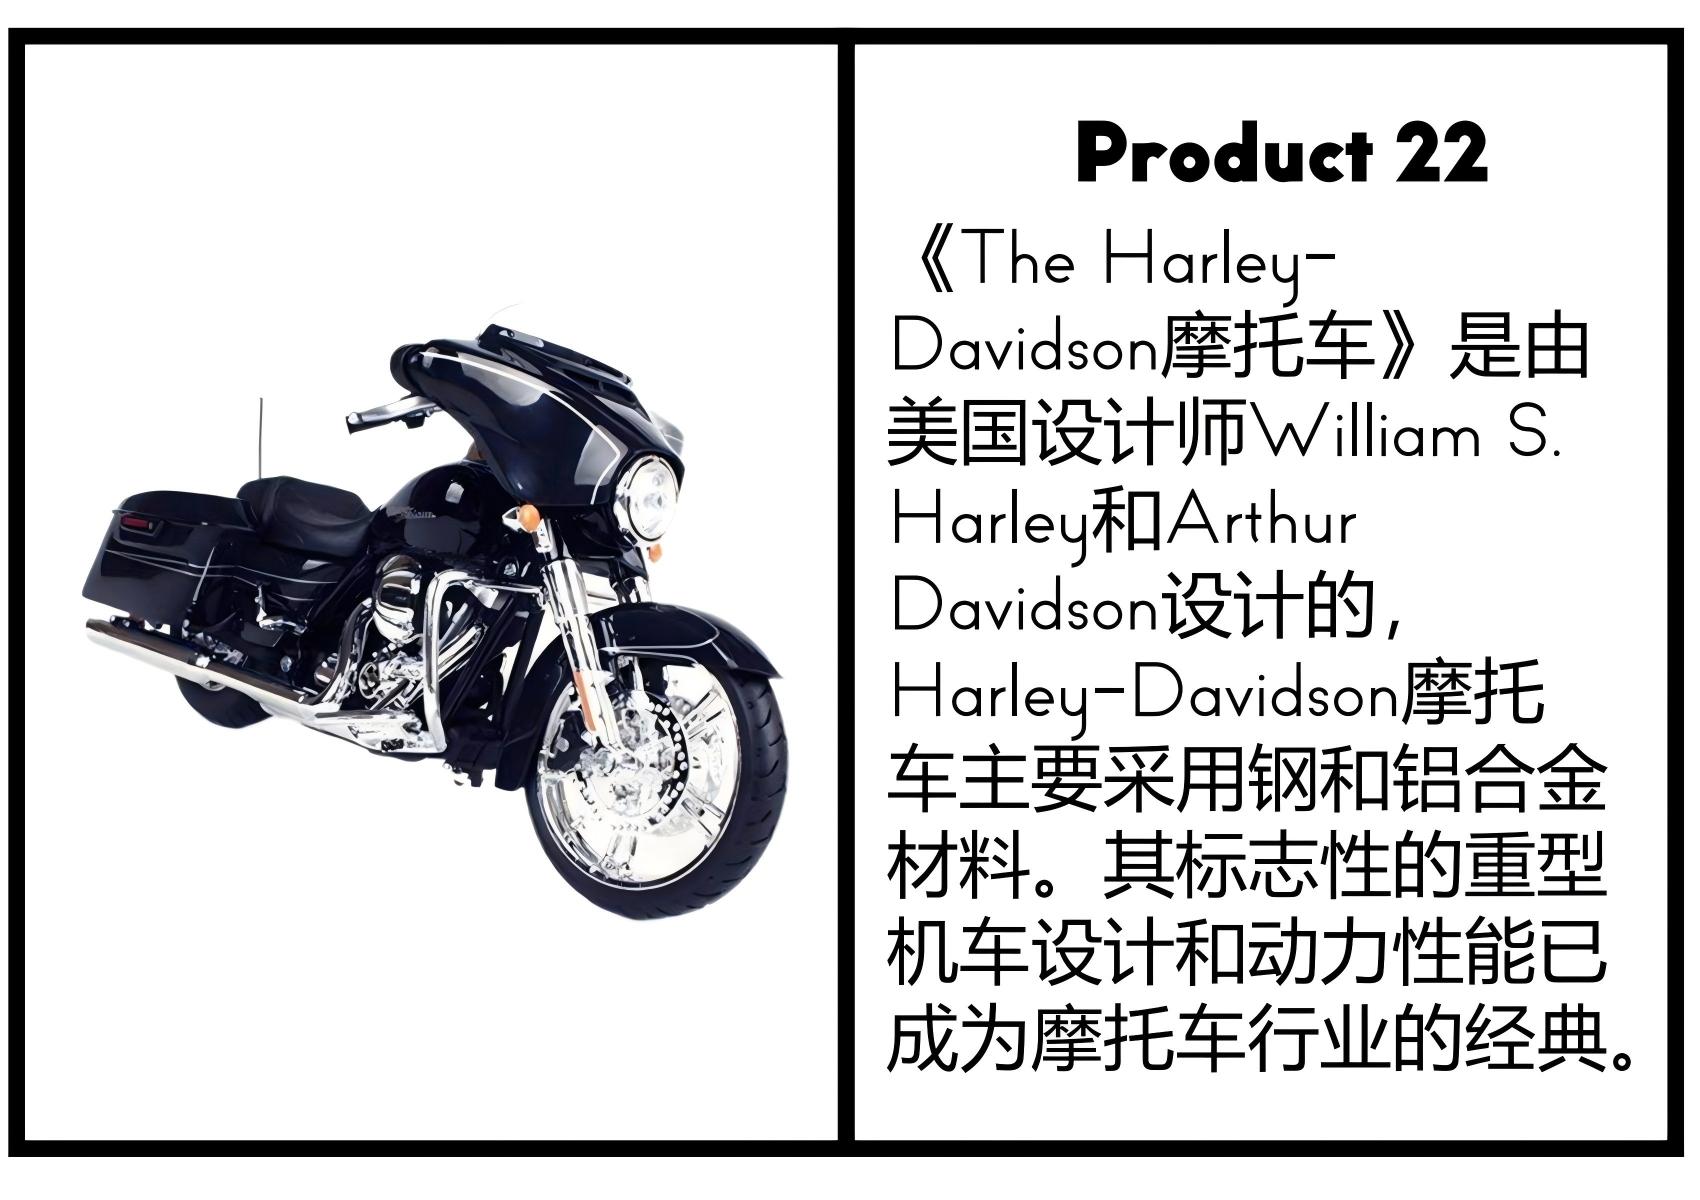 Product 22
《The Harley-
Davidson摩托车》是由
美国设计师William S.
Harley和Arthur
Davidson设计的，
Harley-Davidson摩托
车主要采用钢和铝合金
材料。其标志性的重型
机车设计和动力性能已
成为摩托车行业的经典。